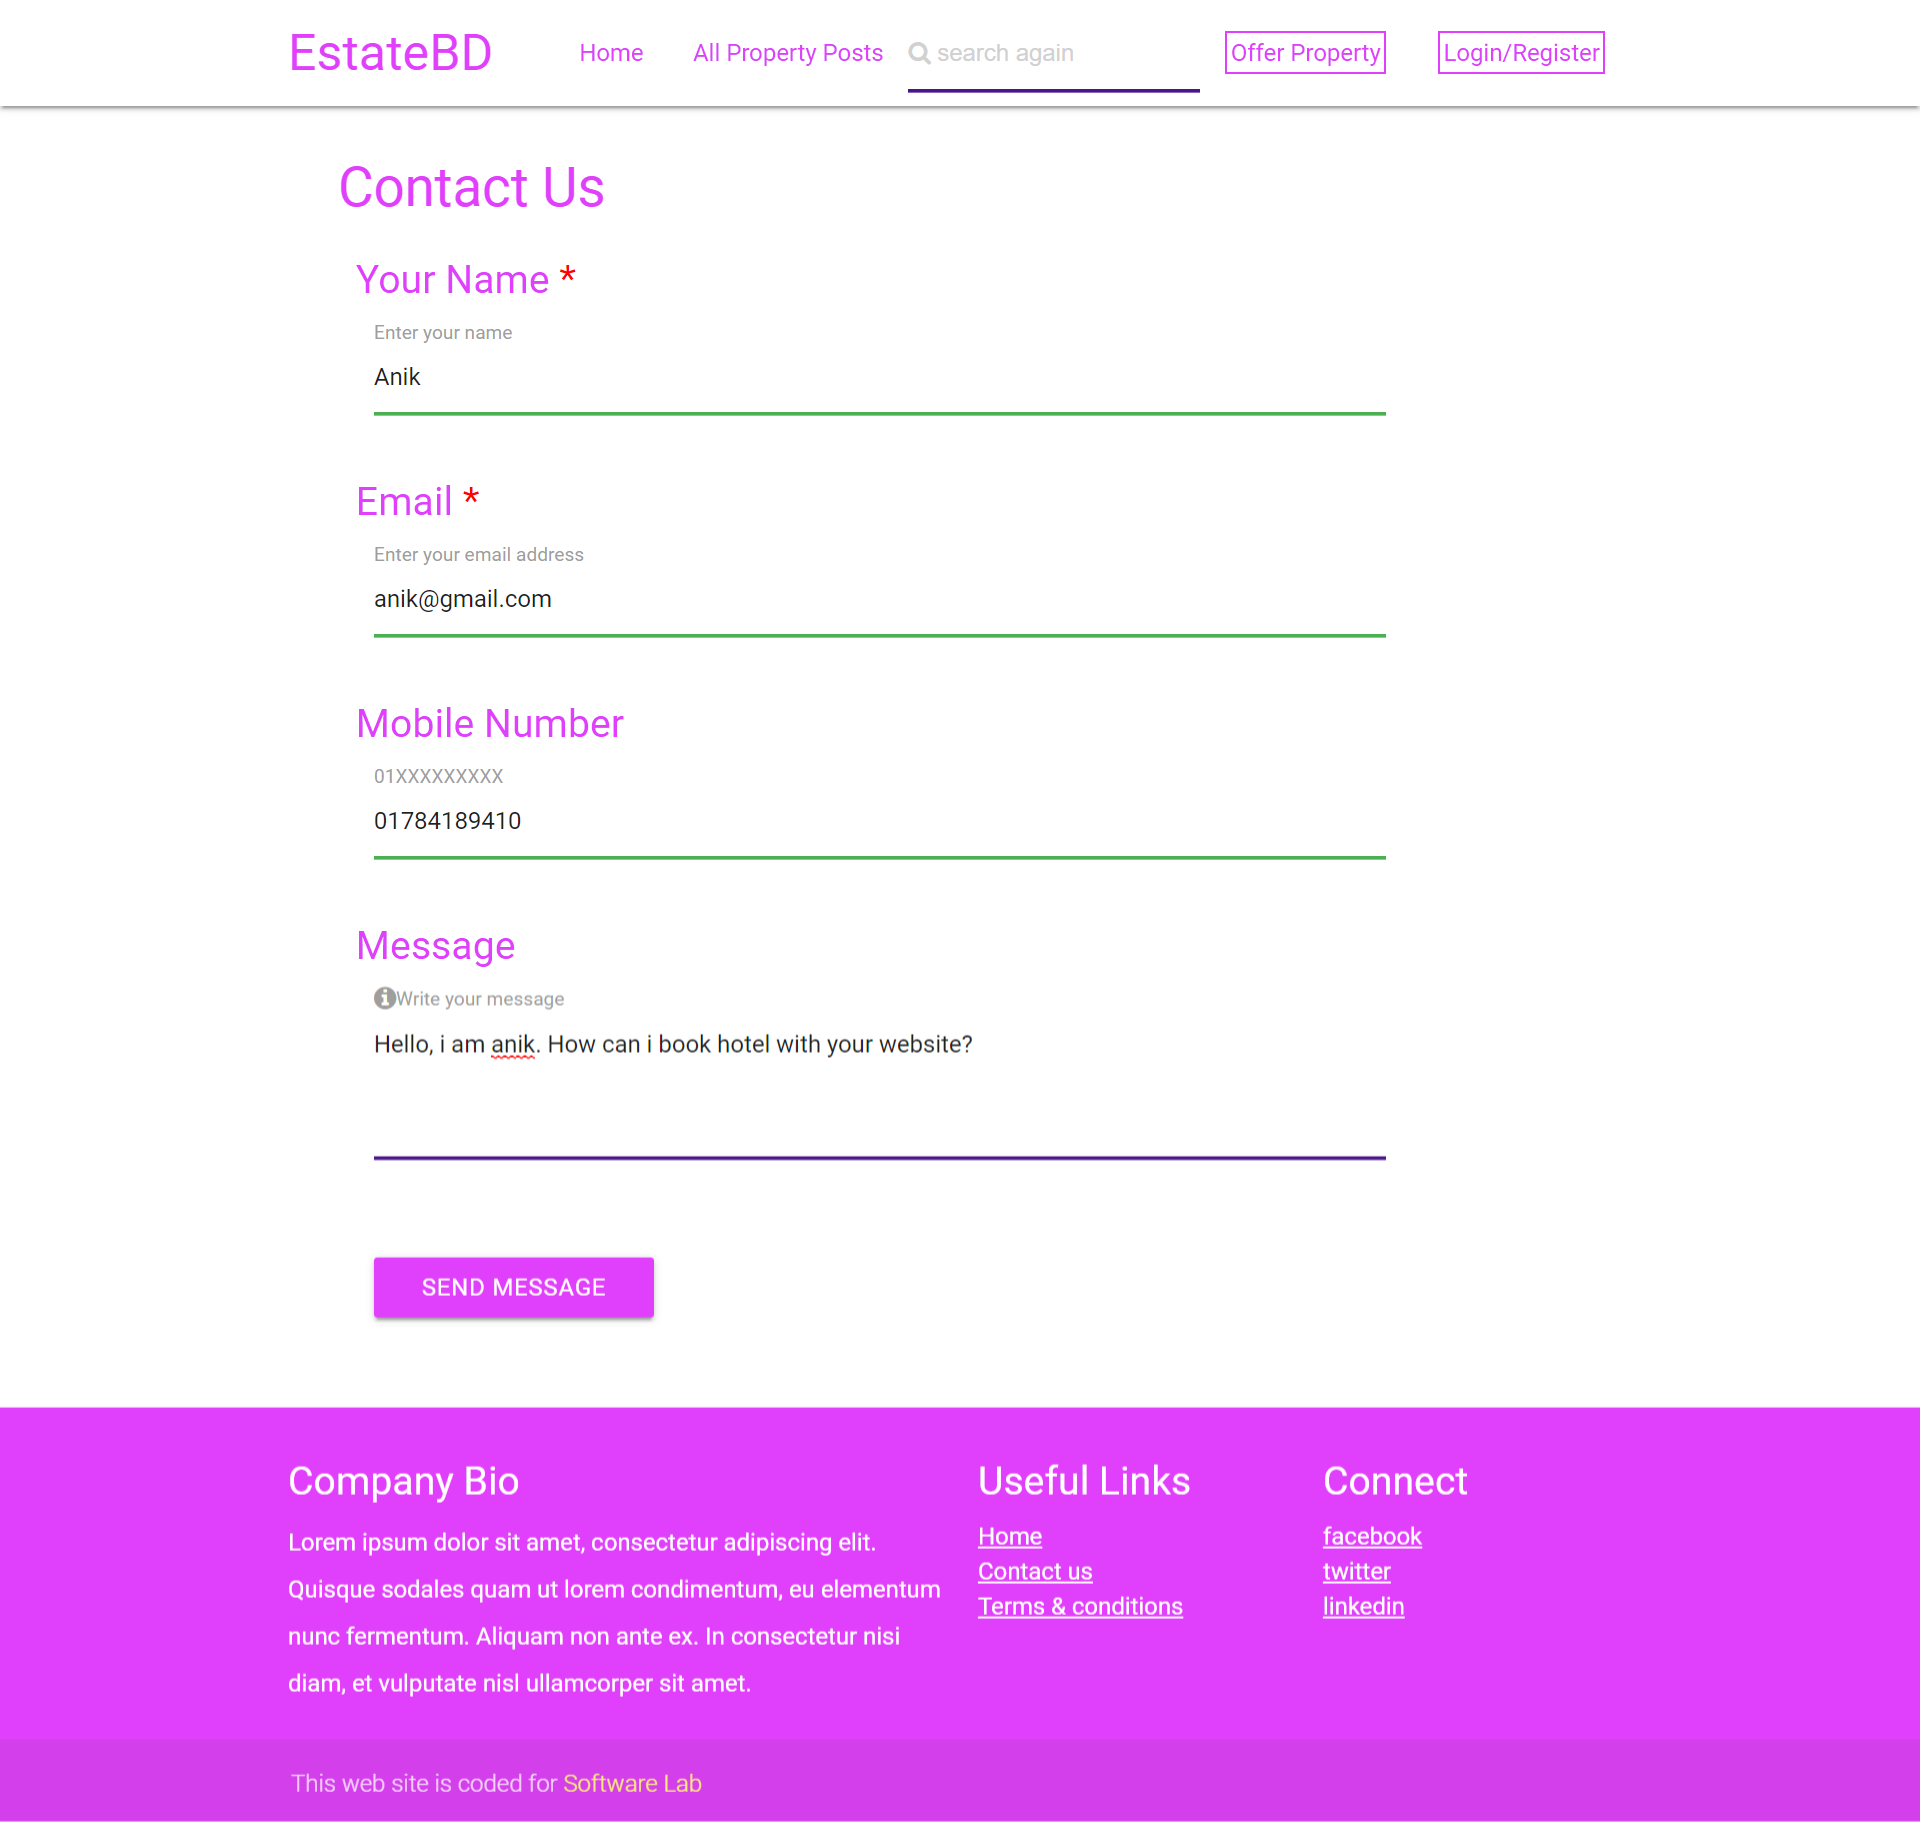 EstateBD Home All Property Posts search again Offer Property Login/Register
Contact Us
Your Name *
Enter your name
Anik
Email *
Enter your email address
anik@gmail.com
Mobile Number
01XXXXXXXXX
01784189410
Message
Write your message
Hello, i am anik. How can i book hotel with your website?
SEND MESSAGE
Company Bio
Lorem ipsum dolor sit amet, consectetur adipiscing elit.
Quisque sodales quam ut lorem condimentum, eu elementum
nunc fermentum. Aliquam non ante ex. In consectetur nisi
diam, et vulputate nisl ullamcorper sit amet.
Useful Links
Home
Contact us
Terms & conditions
Connect
facebook
twitter
linkedin
This web site is coded for Software Lab